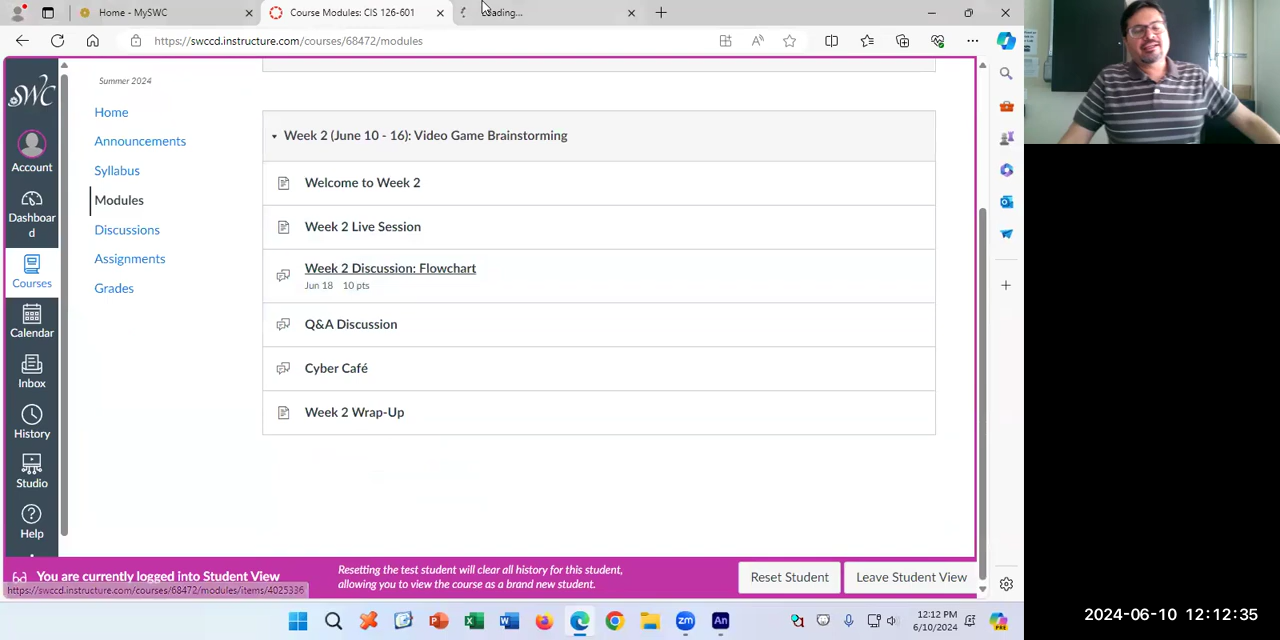 Home - MySWC
Course Modules: CIS 126-601
Loading...
https://swccd.instructure.com/courses/68472/modules
SWC
Account
Dashboar
d
Courses
Calendar
Inbox
History
Studio
Help
Summer 2024
Home
Announcements
Syllabus
Modules
Discussions
Assignments
Grades
Week 2 (June 10 - 16): Video Game Brainstorming
Welcome to Week 2
Week 2 Live Session
Week 2 Discussion: Flowchart
Jun 18 10 pts
Q&A Discussion
Cyber Café
Week 2 Wrap-Up
You are currently logged into Student View
Resetting the test student will clear all history for this student,
allowing you to view the course as a brand new student.
Reset Student
Leave Student View
https://swccd.instructure.com/courses/68472/modules/items/4025336
12:12 PM
6/10/2024
2024-06-10 12:12:35